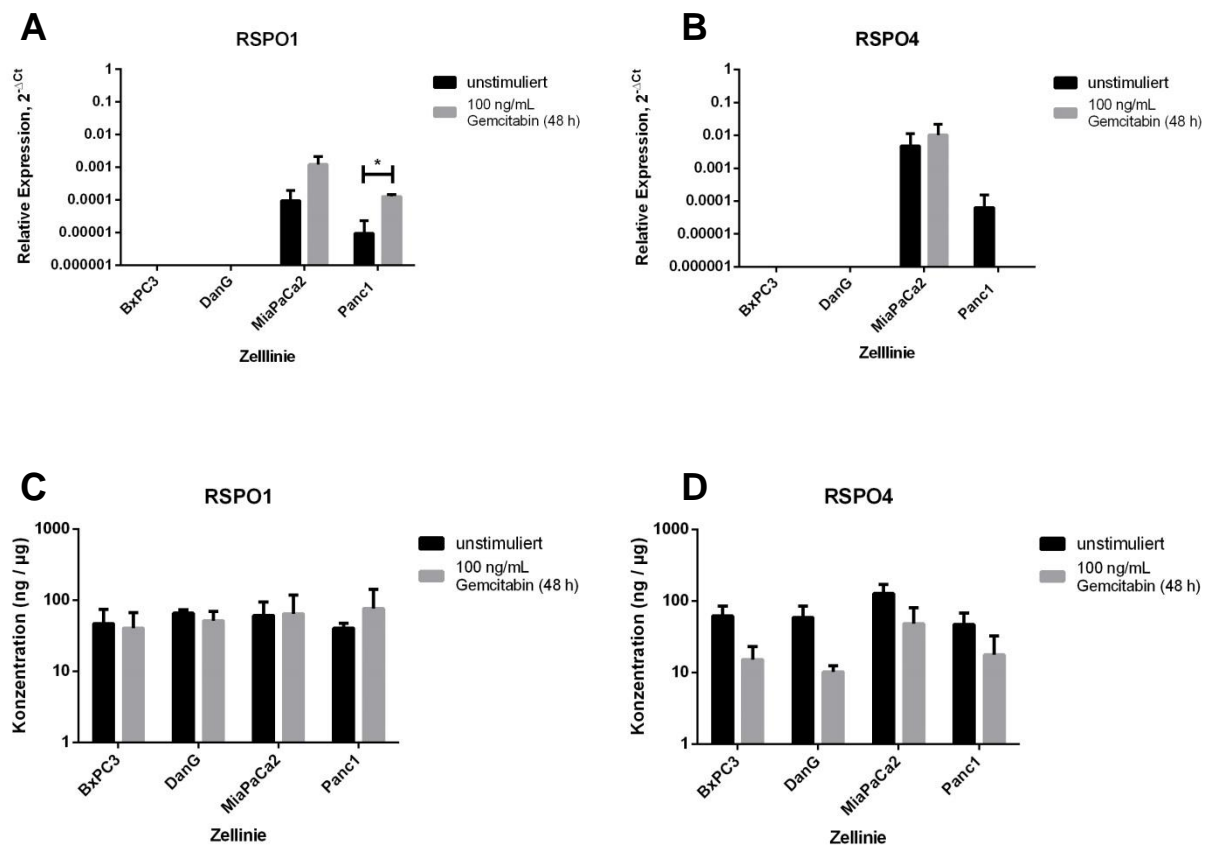 A
RSPO1
Relative Expression, 2^-ΔCt
1
0.1
0.01
0.001
0.0001
0.00001
0.000001
*
BxPC3
DanG
MiaPaCa2
Panc1
Zelllinie
unstimuliert
100 ng/mL
Gemcitabin (48 h)
B
RSPO4
Relative Expression, 2^-ΔCt
1
0.1
0.01
0.001
0.0001
0.00001
0.000001
BxPC3
DanG
MiaPaCa2
Panc1
Zelllinie
unstimuliert
100 ng/mL
Gemcitabin (48 h)
C
RSPO1
Konzentration (ng / µg)
1000
100
10
1
BxPC3
DanG
MiaPaCa2
Panc1
Zellinie
unstimuliert
100 ng/mL
Gemcitabin (48 h)
D
RSPO4
Konzentration (ng / µg)
1000
100
10
1
BxPC3
DanG
MiaPaCa2
Panc1
Zellinie
unstimuliert
100 ng/mL
Gemcitabin (48 h)